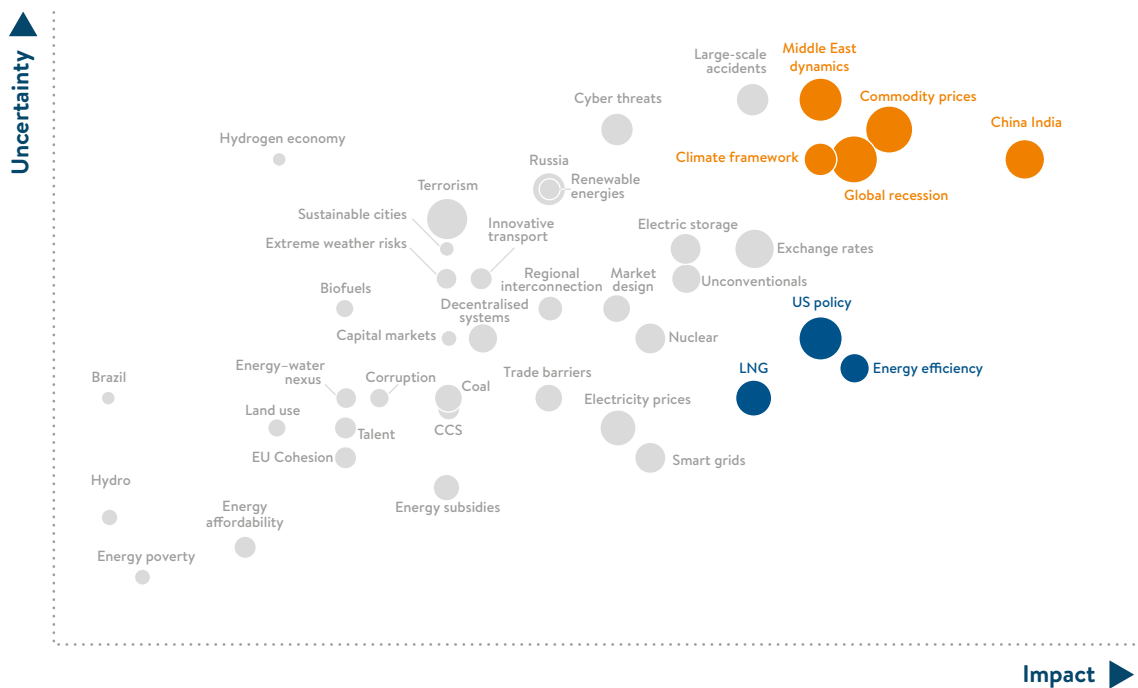 Uncertainty
Large-scale
accidents
Middle East
dynamics
Cyber threats
Commodity prices
China India
Hydrogen economy
Climate framework
Russia
Renewable
energies
Global recession
Terrorism
Sustainable cities
Innovative
transport
Electric storage
Extreme weather risks
Exchange rates
Regional
interconnection
Market
design
Unconventionals
Biofuels
Decentralised
systems
US policy
Capital markets
Nuclear
Energy–water
nexus
Corruption
Coal
Trade barriers
LNG
Energy efficiency
Brazil
Land use
Talent
CCS
Electricity prices
EU Cohesion
Smart grids
Hydro
Energy
affordability
Energy subsidies
Energy poverty
Impact